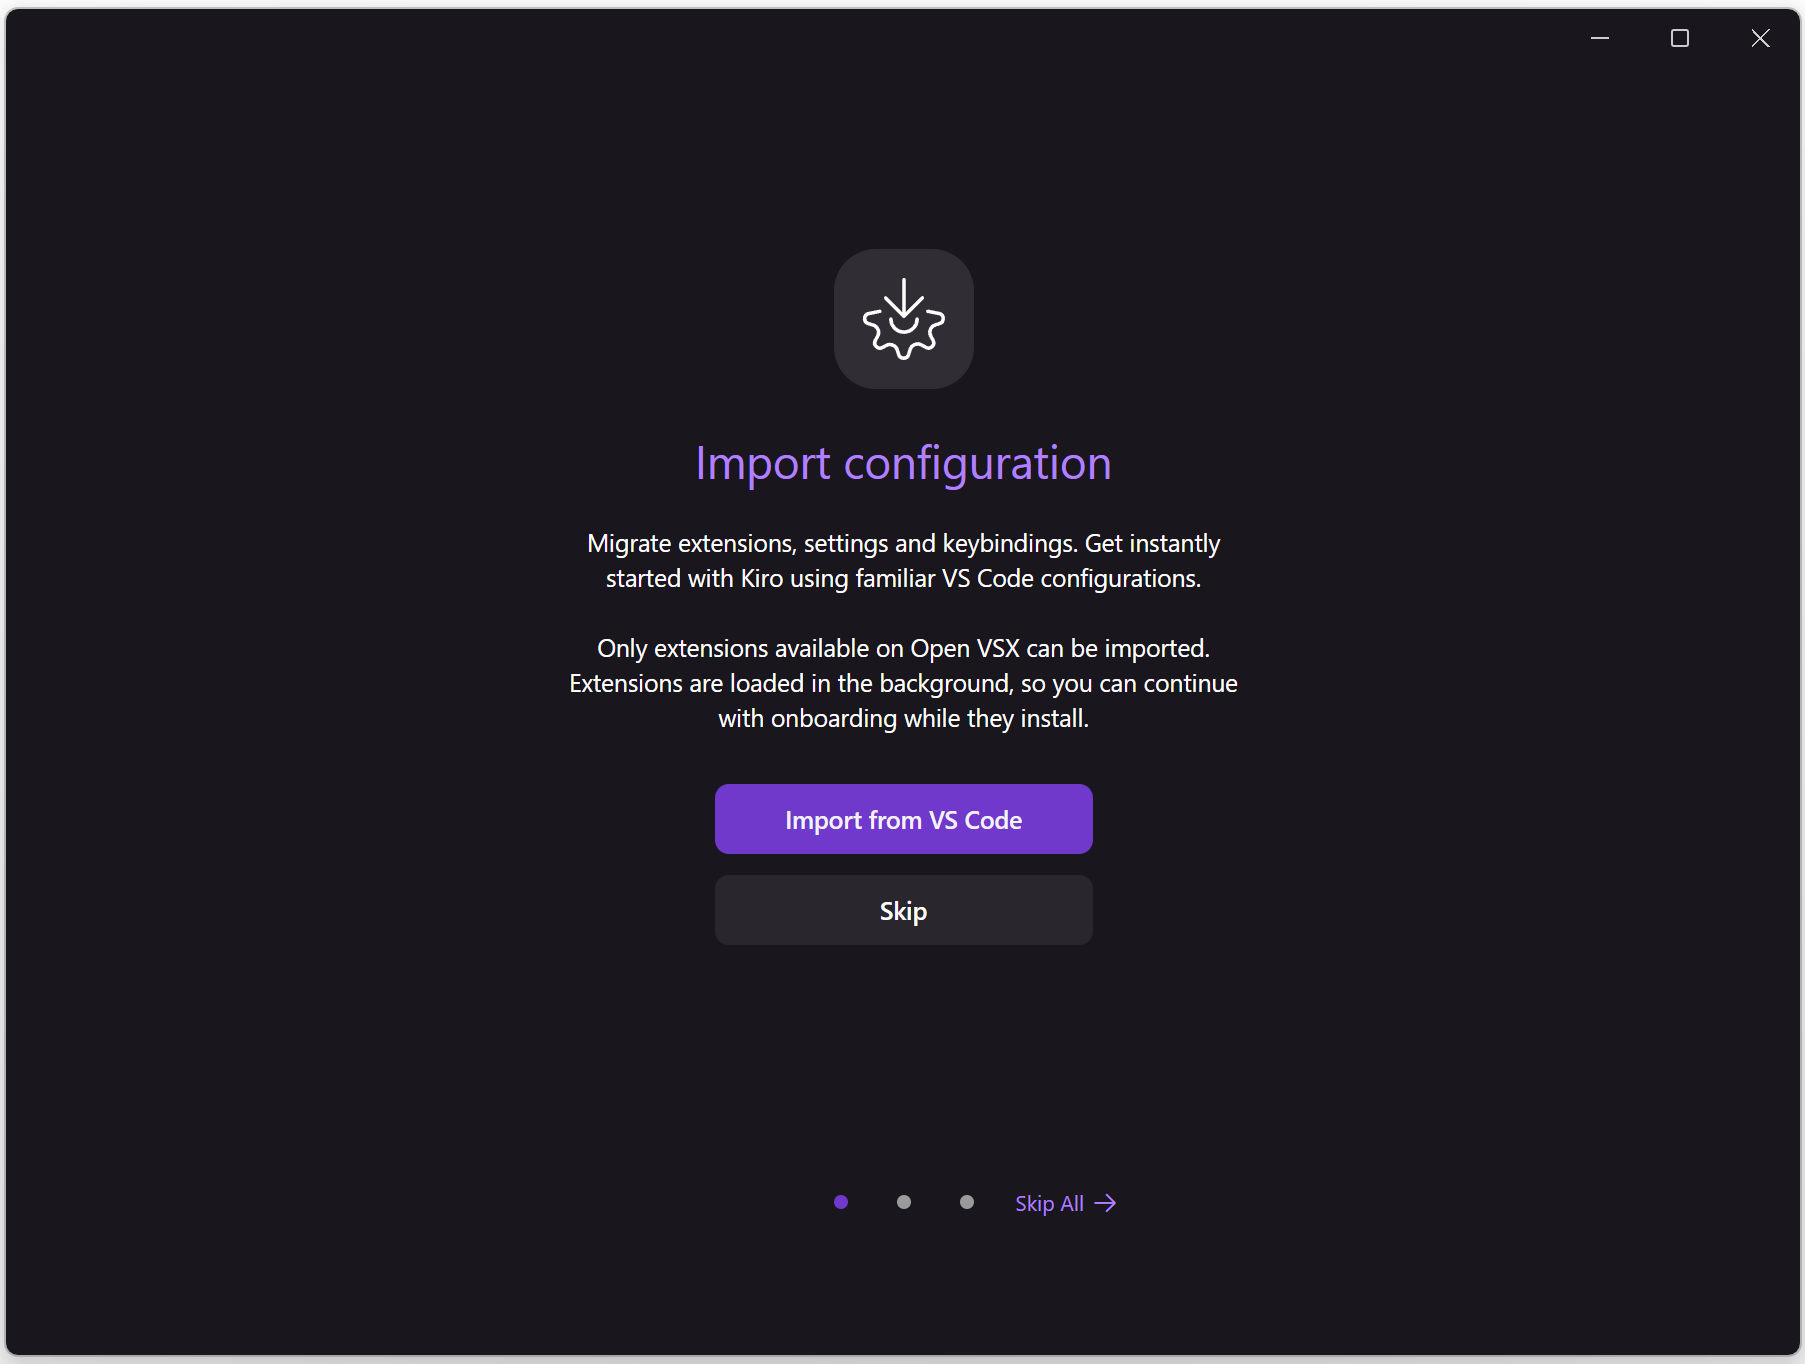 Import configuration
Migrate extensions, settings and keybindings. Get instantly
started with Kiro using familiar VS Code configurations.
Only extensions available on Open VSX can be imported.
Extensions are loaded in the background, so you can continue
with onboarding while they install.
Import from VS Code
Skip
Skip All